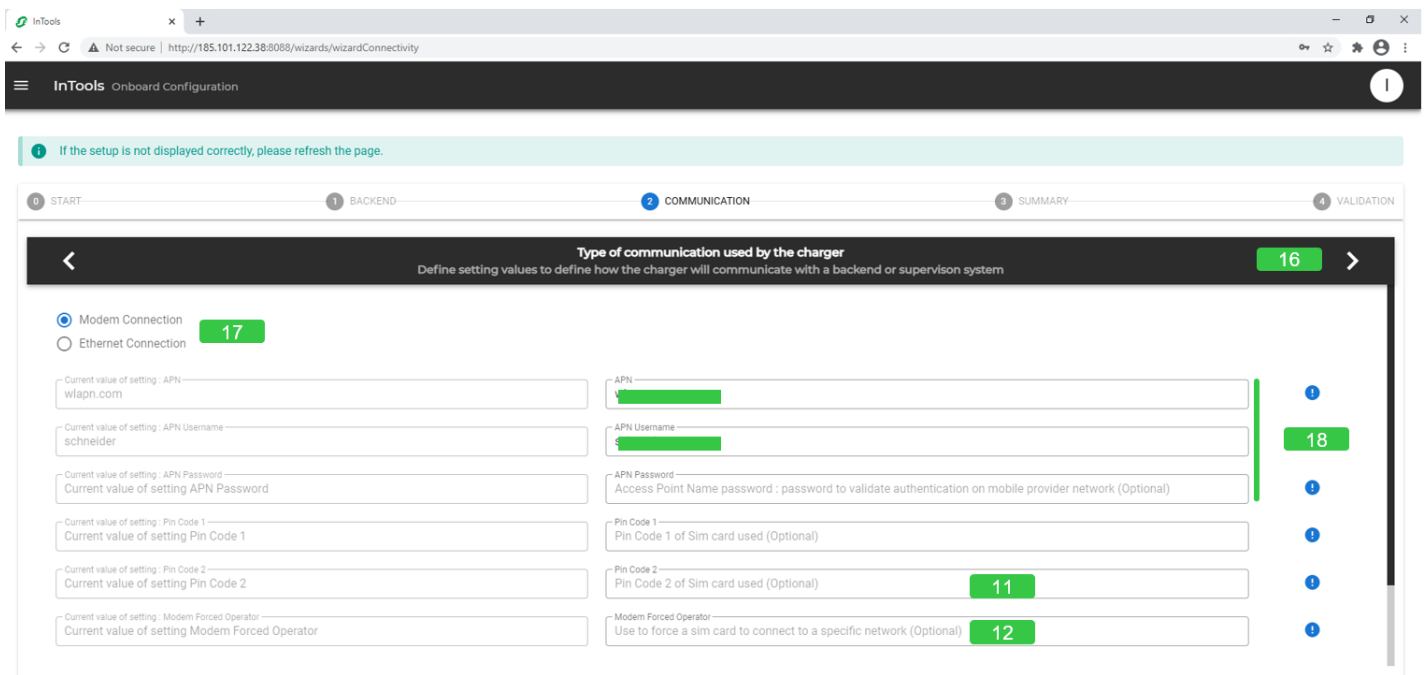 InTools
Not secure | http://185.101.122.38:8088/wizards/wizardConnectivity
InTools Onboard Configuration
I
If the setup is not displayed correctly, please refresh the page.
0 START 1 BACKEND 2 COMMUNICATION 3 SUMMARY 4 VALIDATION
Type of communication used by the charger
Define setting values to define how the charger will communicate with a backend or supervison system
16
Modem Connection
17
Ethernet Connection
Current value of setting : APN
wlapn.com
APN
Current value of setting : APN Username
schneider
APN Username
18
Current value of setting : APN Password
Current value of setting APN Password
APN Password
Access Point Name password : password to validate authentication on mobile provider network (Optional)
Current value of setting : Pin Code 1
Current value of setting Pin Code 1
Pin Code 1
Pin Code 1 of Sim card used (Optional)
Current value of setting : Pin Code 2
Current value of setting Pin Code 2
Pin Code 2
Pin Code 2 of Sim card used (Optional)
11
Current value of setting : Modem Forced Operator
Current value of setting Modem Forced Operator
Modem Forced Operator
Use to force a sim card to connect to a specific network (Optional)
12